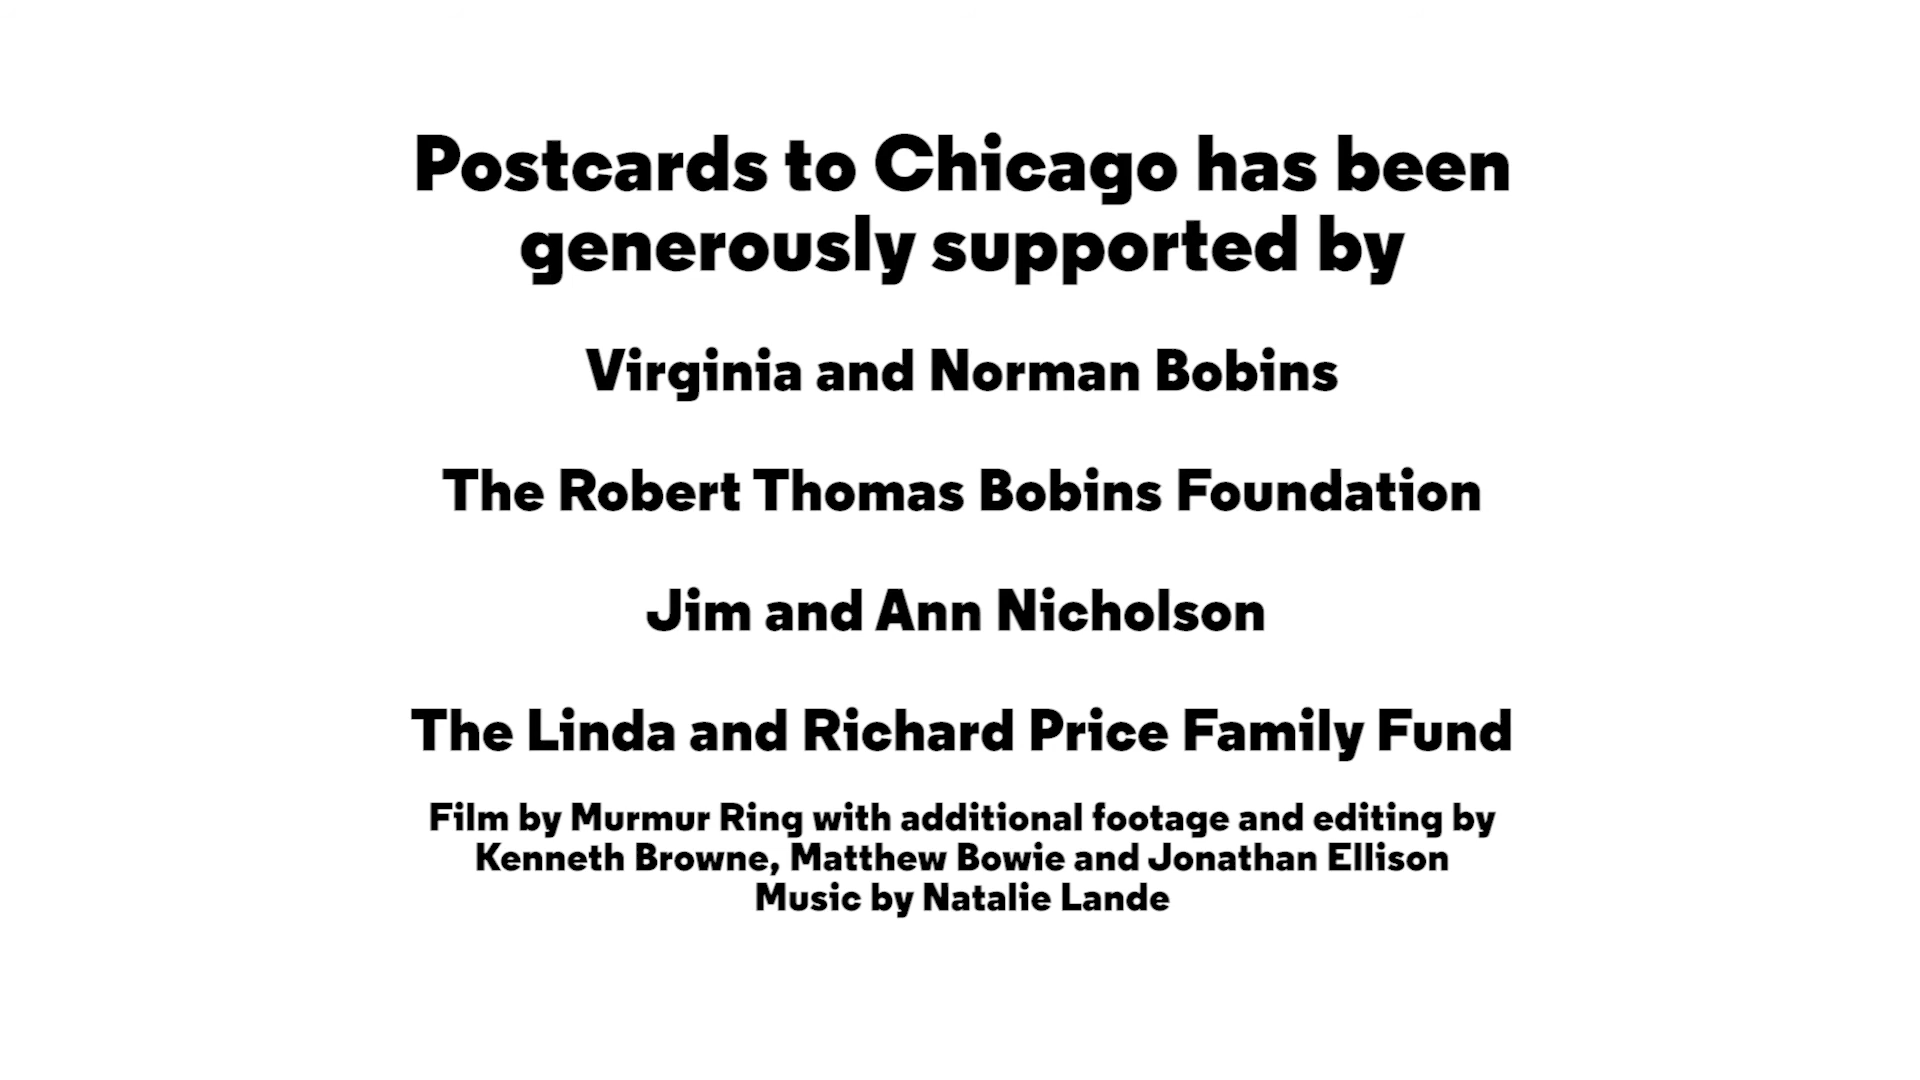 Postcards to Chicago has been
generously supported by
Virginia and Norman Bobins
The Robert Thomas Bobins Foundation
Jim and Ann Nicholson
The Linda and Richard Price Family Fund
Film by Murmur Ring with additional footage and editing by
Kenneth Browne, Matthew Bowie and Jonathan Ellison
Music by Natalie Lande